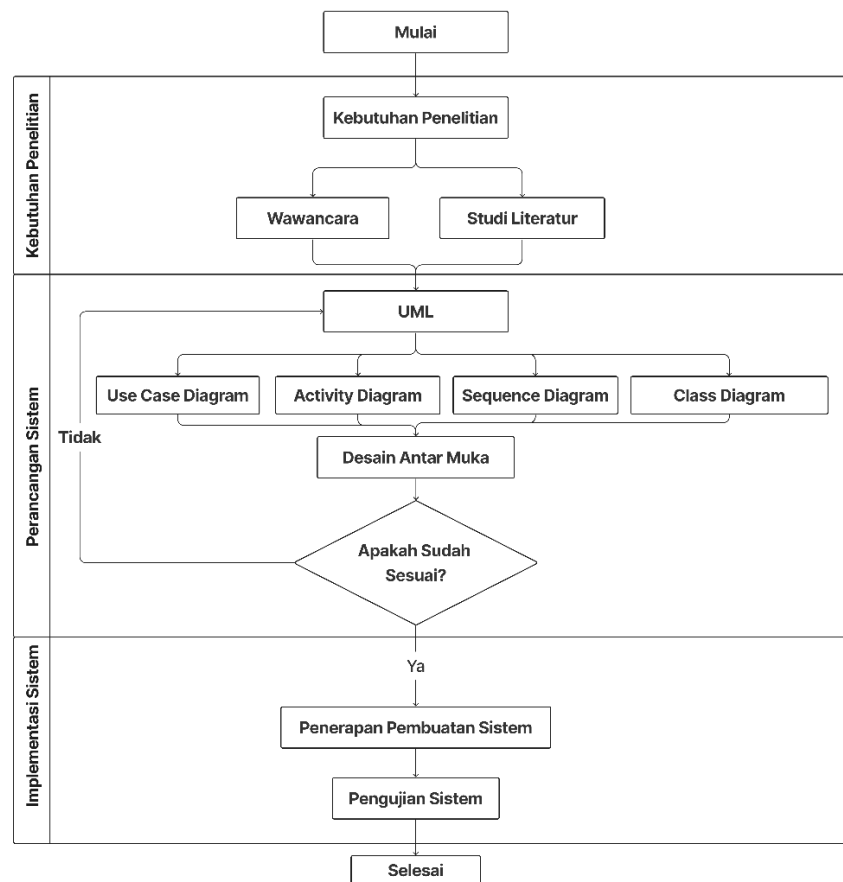 Mulai
Kebutuhan Penelitian
Kebutuhan Penelitian
Wawancara
Studi Literatur
Perancangan Sistem
UML
Use Case Diagram
Activity Diagram
Sequence Diagram
Class Diagram
Tidak
Desain Antar Muka
Apakah Sudah
Sesuai?
Implementasi Sistem
Ya
Penerapan Pembuatan Sistem
Pengujian Sistem
Selesai